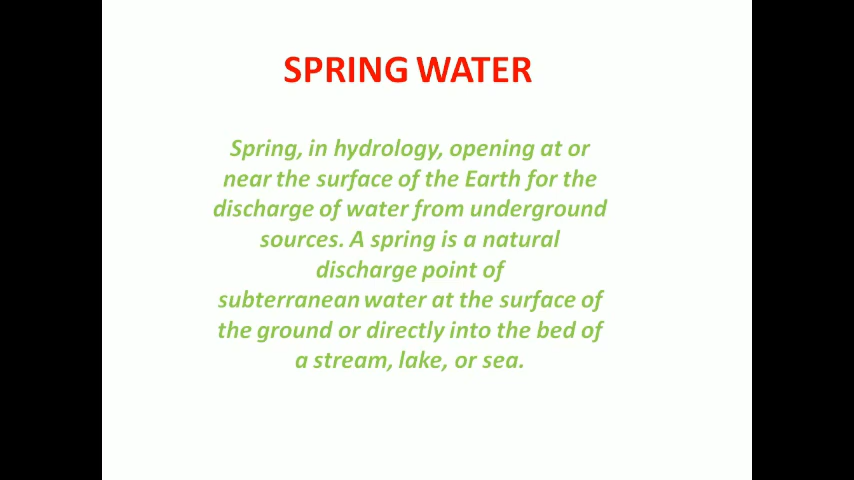 SPRING WATER
Spring, in hydrology, opening at or
near the surface of the Earth for the
discharge of water from underground
sources. A spring is a natural
discharge point of
subterranean water at the surface of
the ground or directly into the bed of
a stream, lake, or sea.